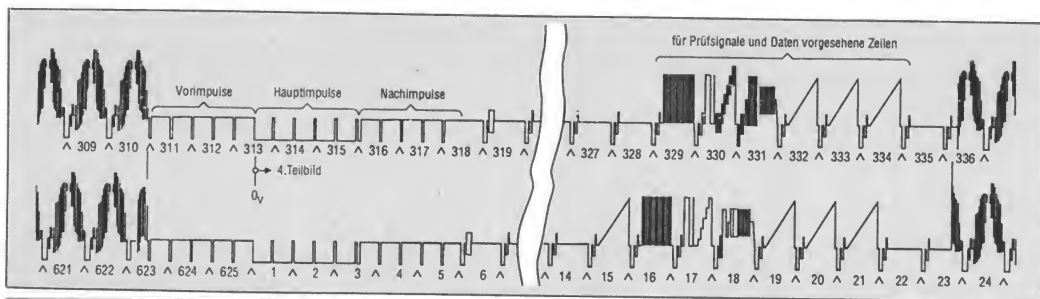 für Prüfsignale und Daten vorgesehene Zeilen
Vorimpulse Hauptimpulse Nachimpulse
^ 309 ^ 310 ^ 311 ^ 312 ^ 313 ^ 314 ^ 315 ^ 316 ^ 317 ^ 318 ^ 319 ^ ^ 327 ^ 328 ^ 329 ^ 330 ^ 331 ^ 332 ^ 333 ^ 334 ^ 335 ^ 336 ^
4.Teilbild
0V
^ 621 ^ 622 ^ 623 ^ 624 ^ 625 ^ 1 ^ 2 ^ 3 ^ 4 ^ 5 ^ 6 ^ ^ 14 ^ 15 ^ 16 ^ 17 ^ 18 ^ 19 ^ 20 ^ 21 ^ 22 ^ 23 ^ 24 ^